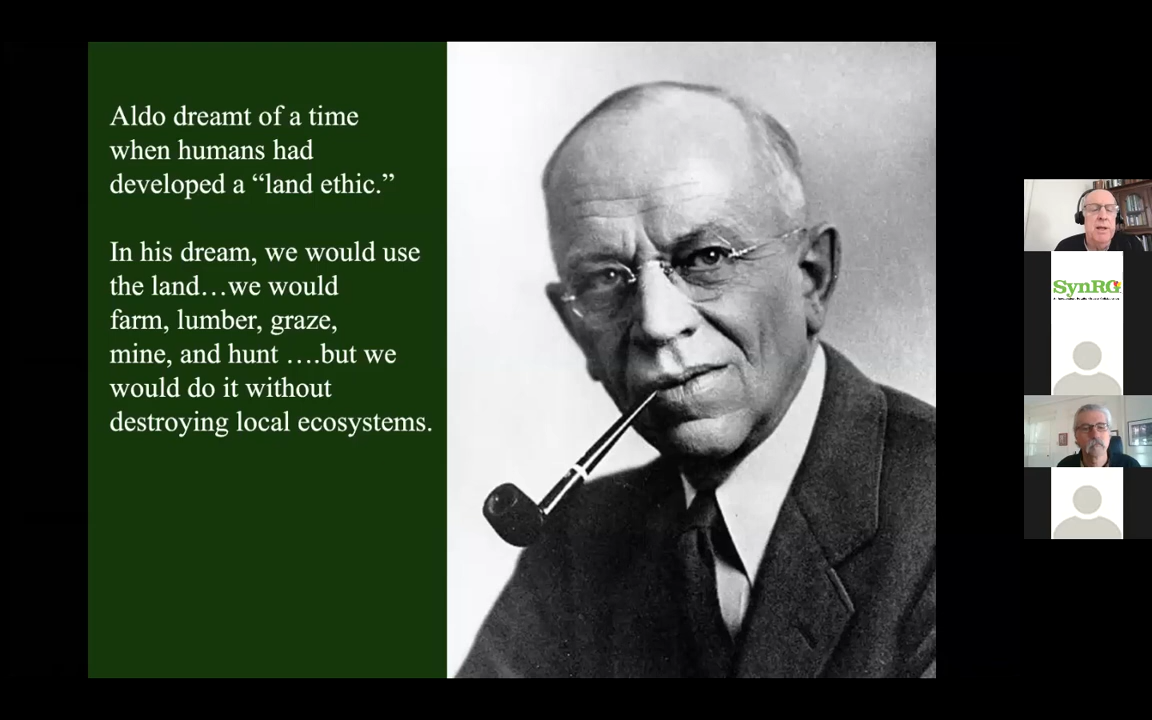 Aldo dreamt of a time
when humans had
developed a “land ethic.”
In his dream, we would use
the land…we would
farm, lumber, graze,
mine, and hunt ….but we
would do it without
destroying local ecosystems.
SynRG